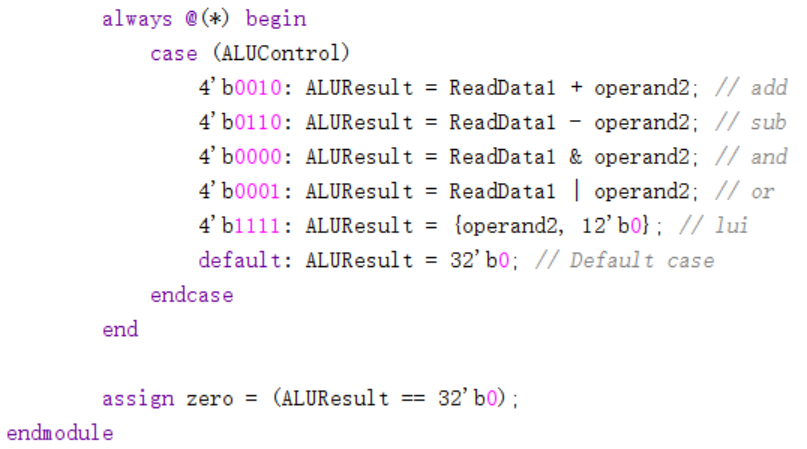 always @(*) begin
case (ALUControl)
4'b0010: ALUResult = ReadData1 + operand2; // add
4'b0110: ALUResult = ReadData1 - operand2; // sub
4'b0000: ALUResult = ReadData1 & operand2; // and
4'b0001: ALUResult = ReadData1 | operand2; // or
4'b1111: ALUResult = {operand2, 12'b0}; // lui
default: ALUResult = 32'b0; // Default case
endcase
end
assign zero = (ALUResult == 32'b0);
endmodule